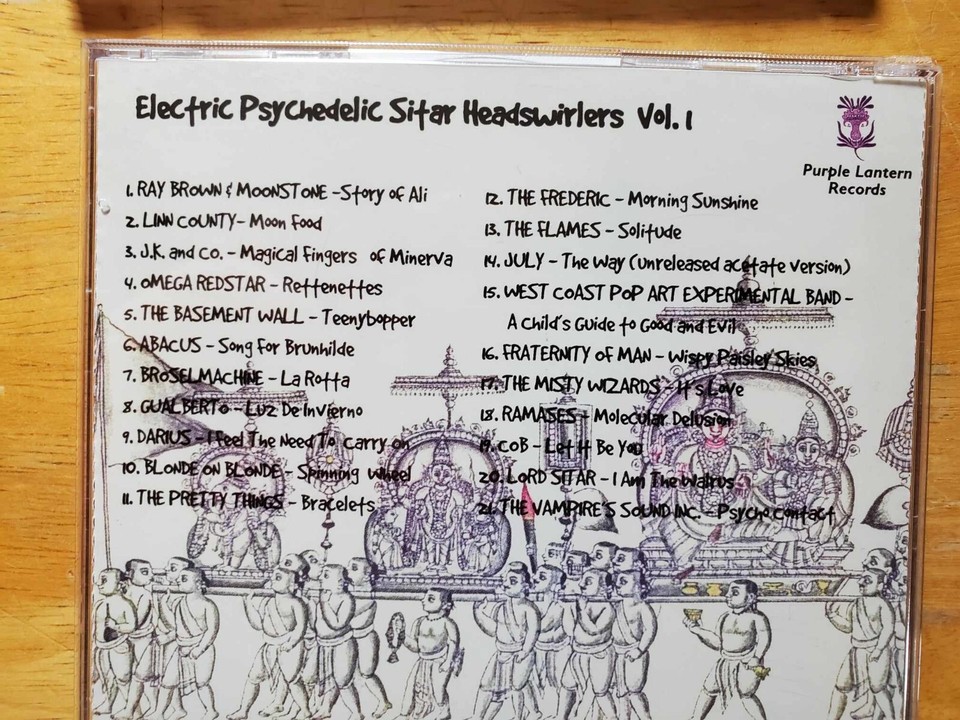 Electric Psychedelic Sitar Headswirlers Vol. 1
Purple Lantern
Records
1. RAY BROWN & MOONSTONE - Story of Ali
2. LINN COUNTY - Moon Food
3. J.K. and CO. - Magical Fingers of Minerva
4. OMEGA REDSTAR - Rettenettes
5. THE BASEMENT WALL - Teenybopper
6. ABACUS - Song For Brunhilde
7. BROSELMACHINE - La Rotta
8. GUALBERTO - Luz De Invierno
9. DARIUS - I Feel The Need To Carry on
10. BLONDE ON BLONDE - Spinning Wheel
11. THE PRETTY THINGS - Bracelets
12. THE FREDERIC - Morning Sunshine
13. THE FLAMES - Solitude
14. JULY - The Way (Unreleased acetate version)
15. WEST COAST POP ART EXPERIMENTAL BAND -
A Child's Guide to Good and Evil
16. FRATERNITY of MAN - Wispy Paisley Skies
17. THE MISTY WIZARDS - It's Love
18. RAMASES - Molecular Delusion
19. COB - Let It Be You
20. LORD SITAR - I Am The Walrus
21. THE VAMPIRE'S SOUND INC. - Psycho Contact